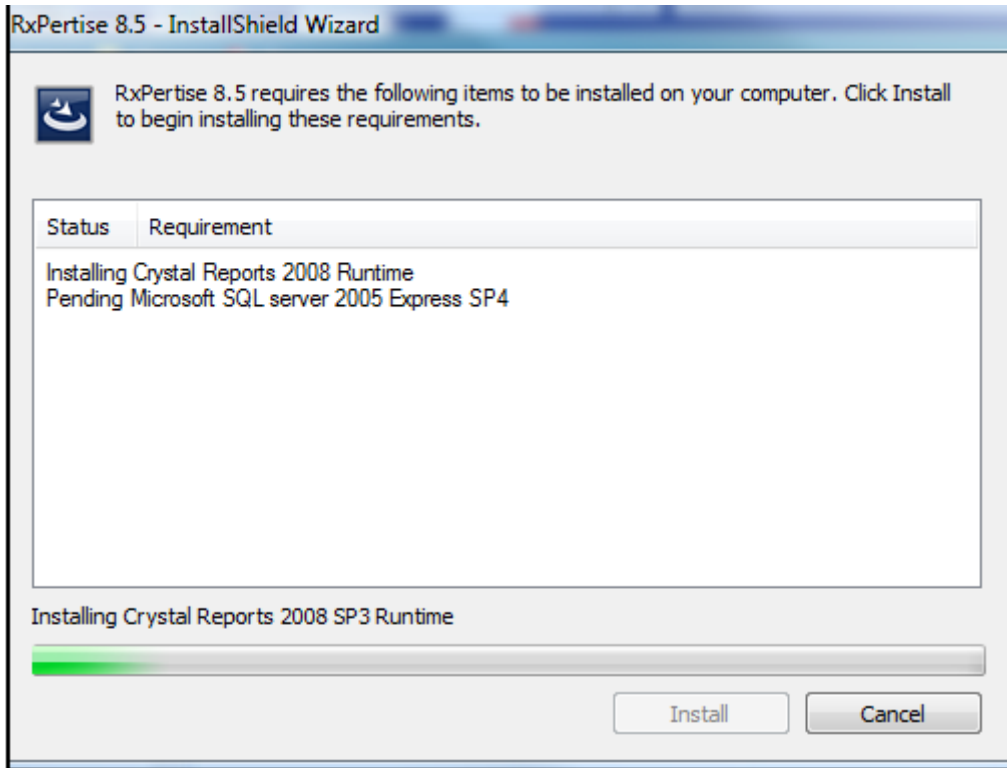 RxPertise 8.5 - InstallShield Wizard
RxPertise 8.5 requires the following items to be installed on your computer. Click Install
to begin installing these requirements.
Status Requirement
Installing Crystal Reports 2008 Runtime
Pending Microsoft SQL server 2005 Express SP4
Installing Crystal Reports 2008 SP3 Runtime
Install Cancel